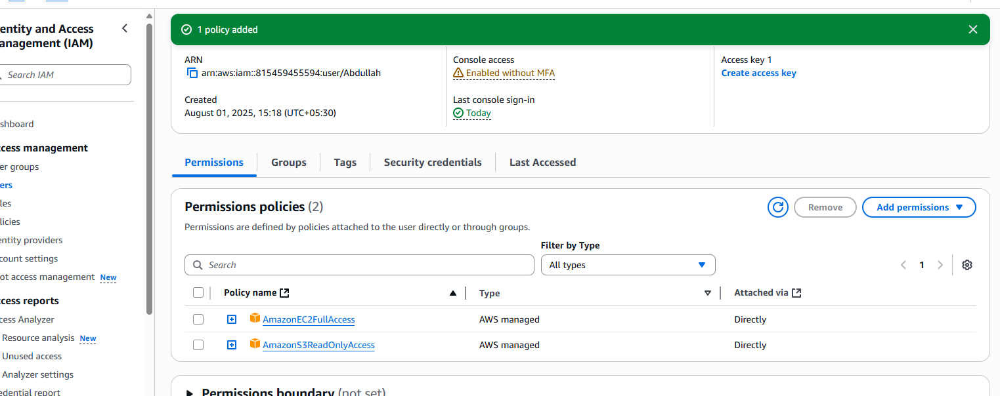 entity and Access
anagement (IAM)
Search IAM
shboard
cess management
er groups
ers
les
licies
entity providers
count settings
ot access management New
cess reports
cess Analyzer
Resource analysis New
Unused access
Analyzer settings
edential report
1 policy added
ARN
arn:aws:iam::815459455594:user/Abdullah
Created
August 01, 2025, 15:18 (UTC+05:30)
Console access
Enabled without MFA
Last console sign-in
Today
Access key 1
Create access key
Permissions Groups Tags Security credentials Last Accessed
Permissions policies (2)
Remove
Add permissions
Permissions are defined by policies attached to the user directly or through groups.
Filter by Type
Search
All types
1
Policy name Type Attached via
AmazonEC2FullAccess AWS managed Directly
AmazonS3ReadOnlyAccess AWS managed Directly
Permissions boundary (not set)